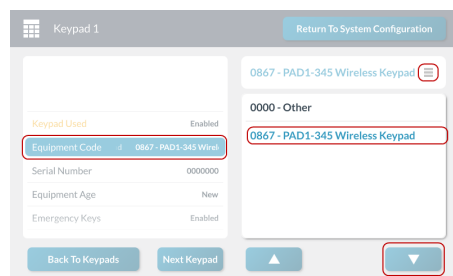 Keypad 1
Return To System Configuration
0867 - PAD1-345 Wireless Keypad
0000 - Other
Keypad Used Enabled
0867 - PAD1-345 Wireless Keypad
Equipment Code 0867 - PAD1-345 Wirel
Serial Number 0000000
Equipment Age New
Emergency Keys Enabled
Back To Keypads
Next Keypad